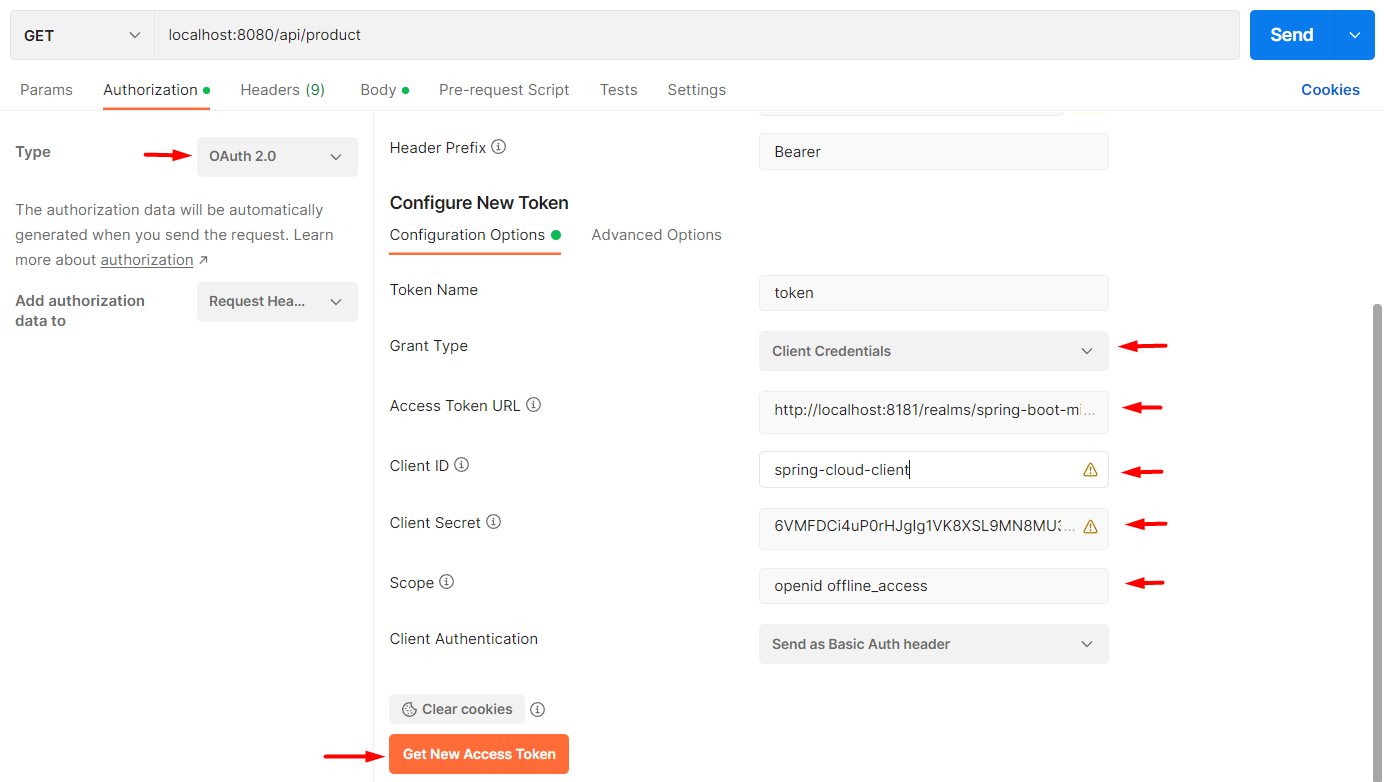 GET
localhost:8080/api/product
Send
Params
Authorization
Headers (9)
Body
Pre-request Script
Tests
Settings
Cookies
Type
OAuth 2.0
The authorization data will be automatically
generated when you send the request. Learn
more about authorization ↗
Add authorization
data to
Request Hea...
Header Prefix
Bearer
Configure New Token
Configuration Options
Advanced Options
Token Name
token
Grant Type
Client Credentials
Access Token URL
http://localhost:8181/realms/spring-boot-mi...
Client ID
spring-cloud-client
Client Secret
6VMFDCi4uP0rHJgIg1VK8XSL9MN8MU3...
Scope
openid offline_access
Client Authentication
Send as Basic Auth header
Clear cookies
Get New Access Token